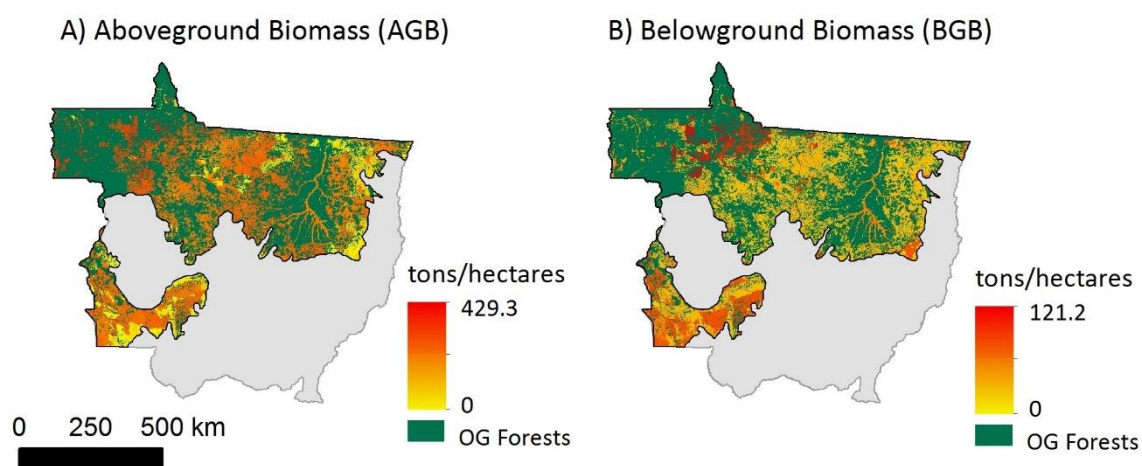 A) Aboveground Biomass (AGB)
B) Belowground Biomass (BGB)
tons/hectares
429.3
0
OG Forests
tons/hectares
121.2
0
OG Forests
0 250 500 km